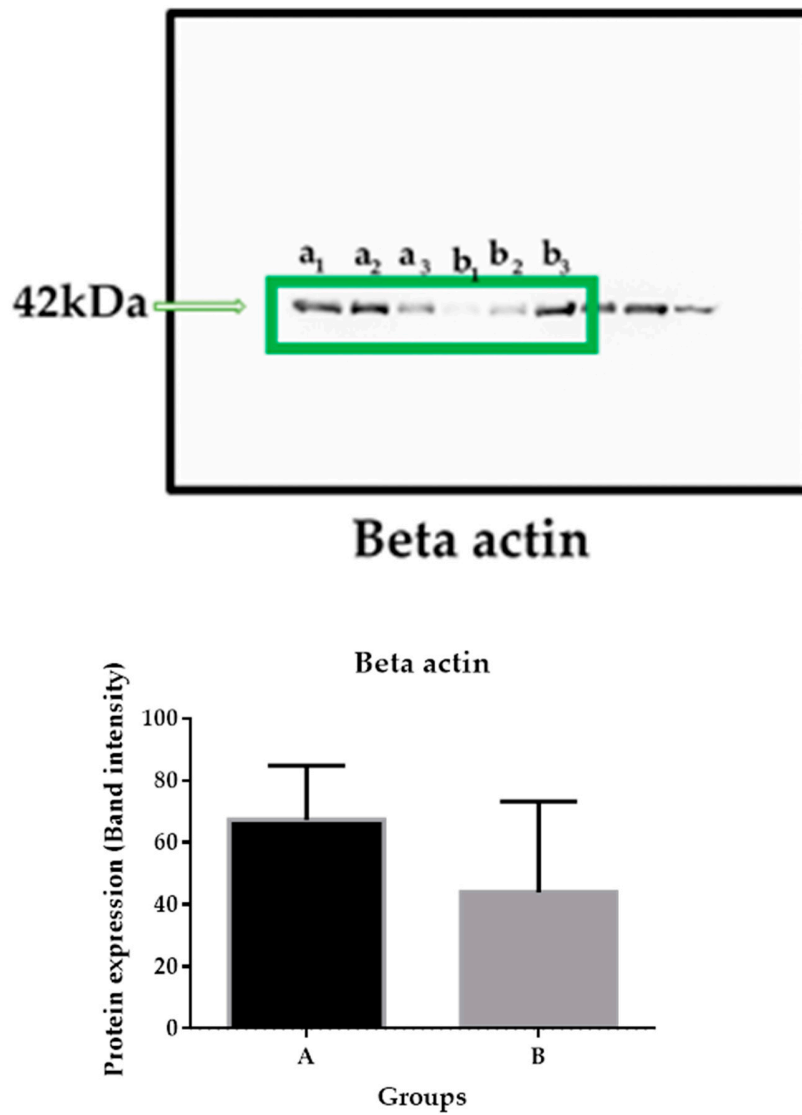 a1 a2 a3 b1 b2 b3
42kDa
Beta actin
Beta actin
Protein expression (Band intensity)
100
80
60
40
20
0
A B
Groups